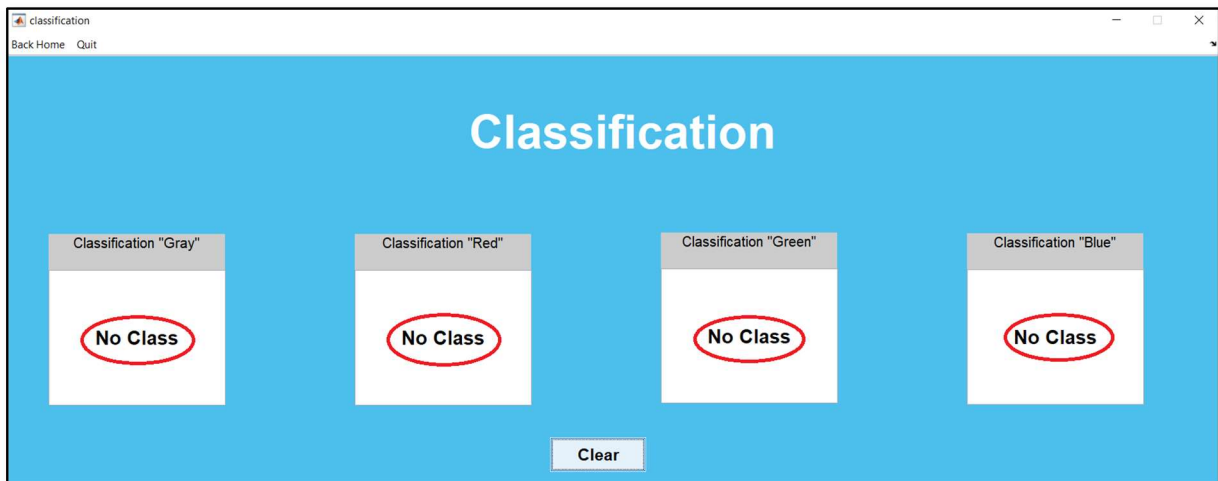 classification
Back Home Quit
Classification
Classification "Gray"
No Class
Classification "Red"
No Class
Classification "Green"
No Class
Classification "Blue"
No Class
Clear